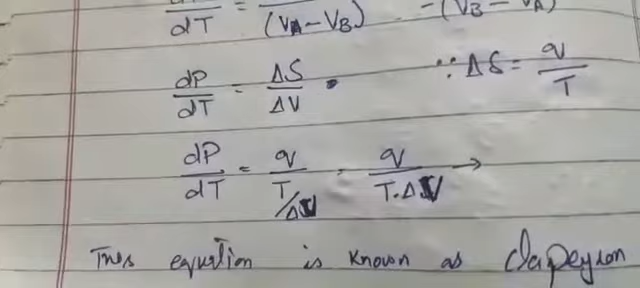 dP/dT = /(VA - VB) -(VB - VA)
dP/dT = ΔS/ΔV . ∵ ΔS = q/T
dP/dT = q/T/ΔV = q/T.ΔV →
This equation is known as Clapeyron